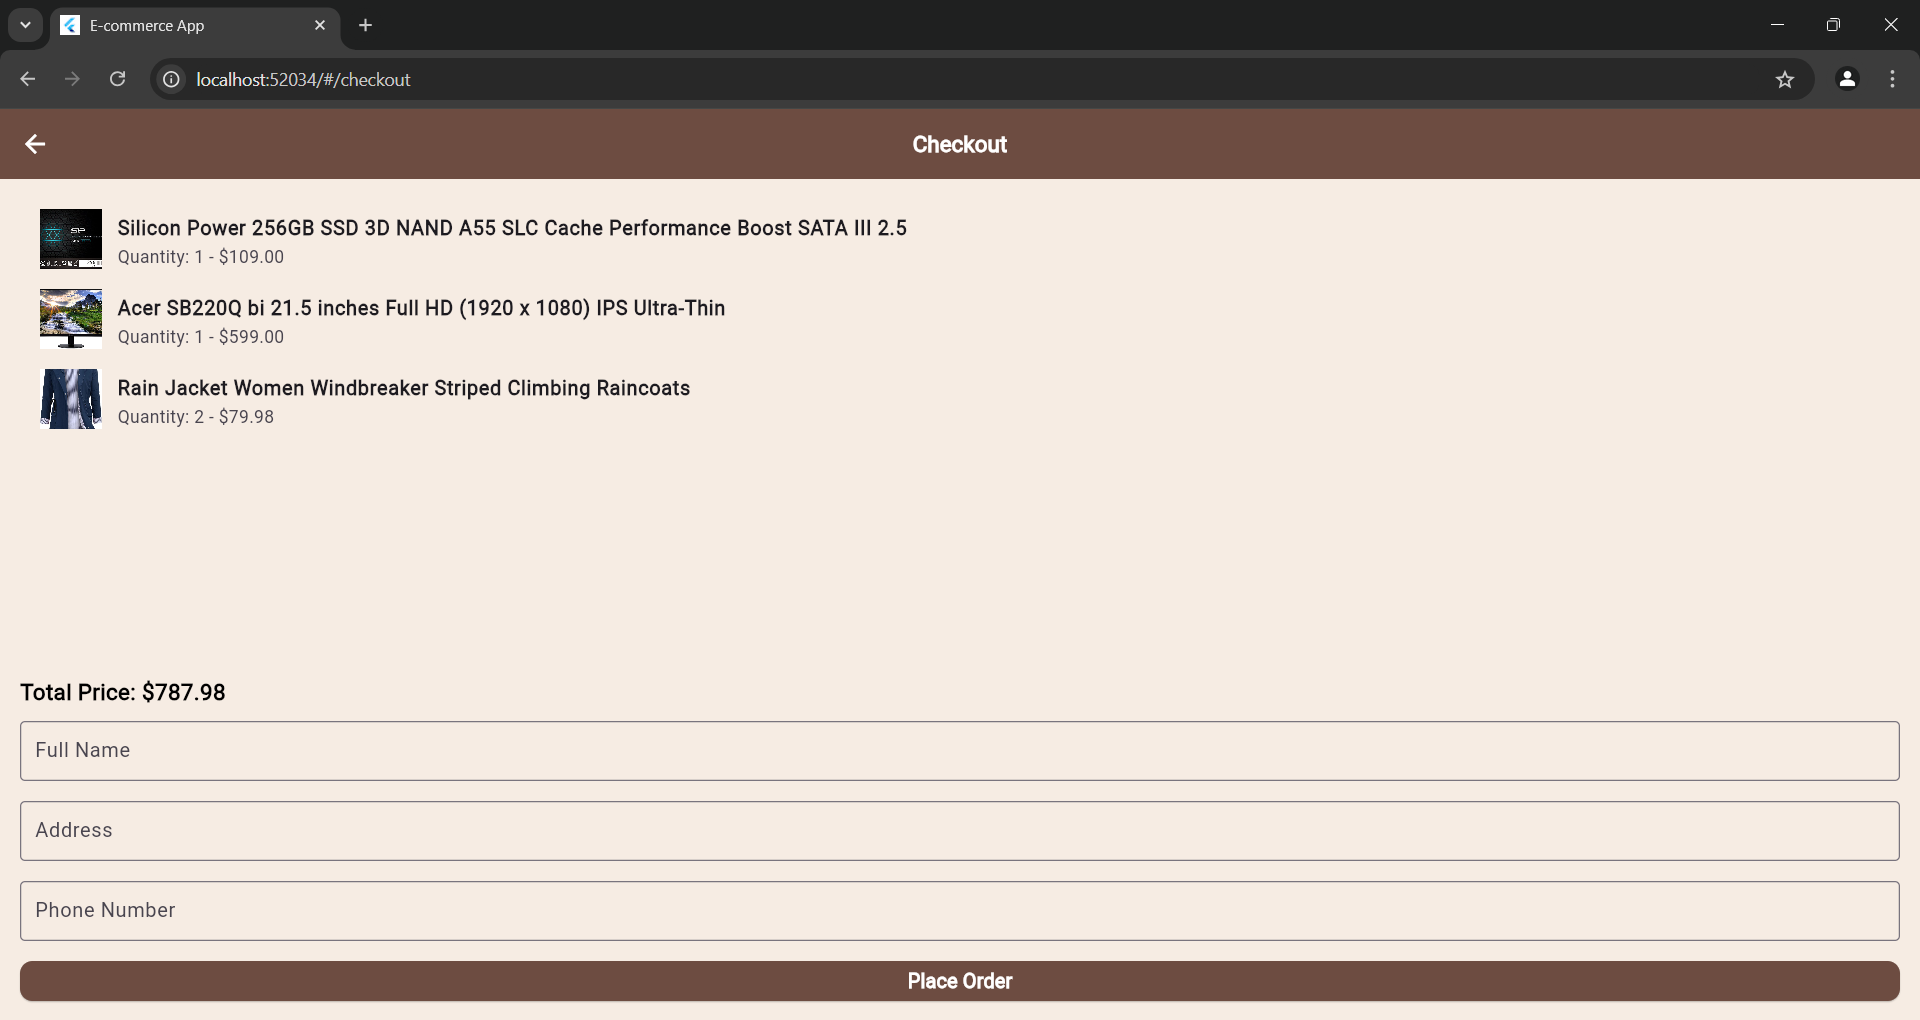 E-commerce App
localhost:52034/#/checkout
Checkout
Silicon Power 256GB SSD 3D NAND A55 SLC Cache Performance Boost SATA III 2.5
Quantity: 1 - $109.00
Acer SB220Q bi 21.5 inches Full HD (1920 x 1080) IPS Ultra-Thin
Quantity: 1 - $599.00
Rain Jacket Women Windbreaker Striped Climbing Raincoats
Quantity: 2 - $79.98
Total Price: $787.98
Full Name
Address
Phone Number
Place Order